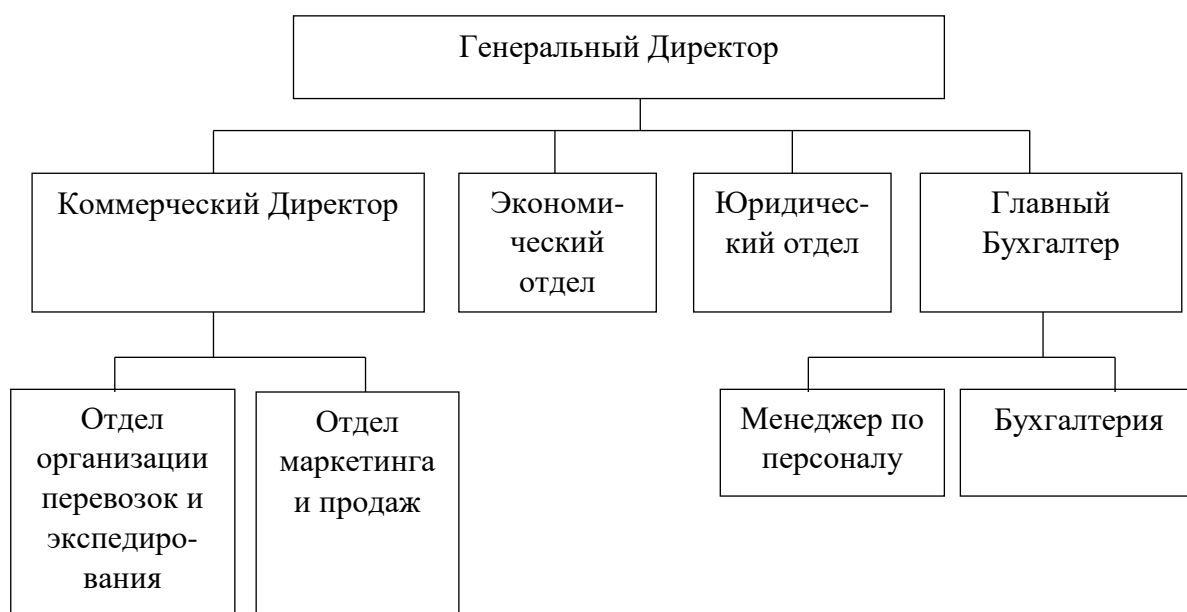 Генеральный Директор
Коммерческий Директор
Экономи-
ческий
отдел
Юридичес-
кий отдел
Главный
Бухгалтер
Отдел
организации
перевозок и
экспедиро-
вания
Отдел
маркетинга
и продаж
Менеджер по
персоналу
Бухгалтерия